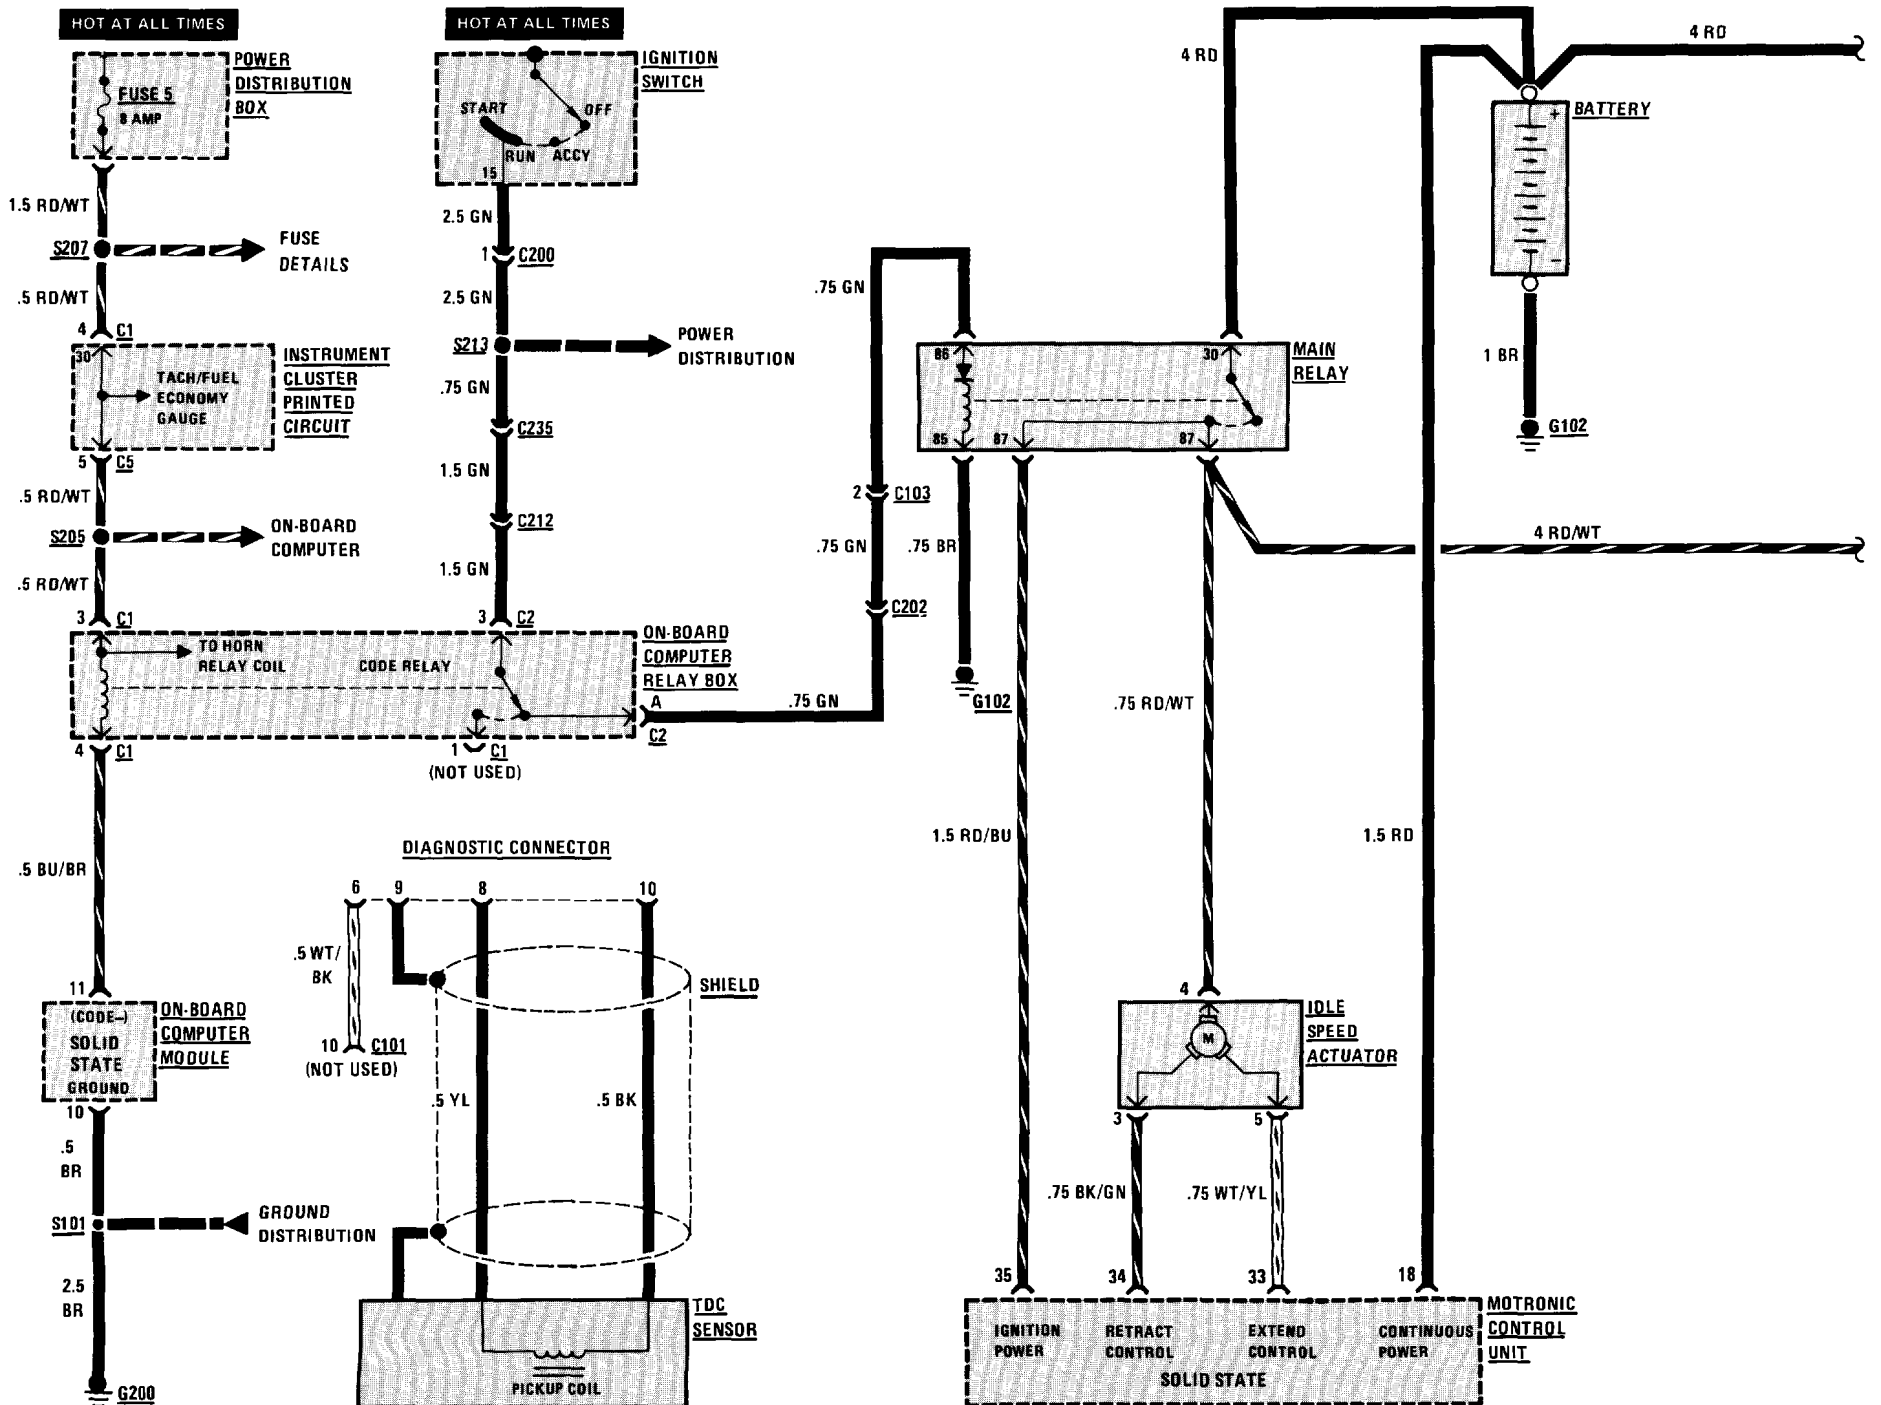 HOT AT ALL TIMES
POWER
DISTRIBUTION
BOX
FUSE 5
8 AMP
1.5 RD/WT
S207
FUSE
DETAILS
.5 RD/WT
4
C1
30
TACH/FUEL
ECONOMY
GAUGE
INSTRUMENT
CLUSTER
PRINTED
CIRCUIT
5
C5
.5 RD/WT
S205
ON-BOARD
COMPUTER
.5 RD/WT
3
C1
HOT AT ALL TIMES
IGNITION
SWITCH
START
OFF
RUN
ACCY
15
2.5 GN
1
C200
2.5 GN
S213
POWER
DISTRIBUTION
.75 GN
C235
1.5 GN
C212
1.5 GN
3
C2
TO HORN
RELAY COIL
CODE RELAY
ON-BOARD
COMPUTER
RELAY BOX
A
C2
.75 GN
4
C1
1
C1
(NOT USED)
.5 BU/BR
11
(CODE-)
SOLID
STATE
GROUND
ON-BOARD
COMPUTER
MODULE
10
.5
BR
S101
GROUND
DISTRIBUTION
2.5
BR
G200
DIAGNOSTIC CONNECTOR
6
9
8
10
.5 WT/
BK
10
C101
(NOT USED)
SHIELD
.5 YL
.5 BK
TDC
SENSOR
PICKUP COIL
.75 GN
2
C103
.75 GN
C202
86
30
85
87
87
MAIN
RELAY
.75 BR
G102
4 RD
4 RD
BATTERY
+
−
1 BR
G102
4 RD/WT
.75 RD/WT
1.5 RD/BU
1.5 RD
4
M
IDLE
SPEED
ACTUATOR
3
5
.75 BK/GN
.75 WT/YL
35
34
33
18
IGNITION
POWER
RETRACT
CONTROL
EXTEND
CONTROL
CONTINUOUS
POWER
SOLID STATE
MOTRONIC
CONTROL
UNIT